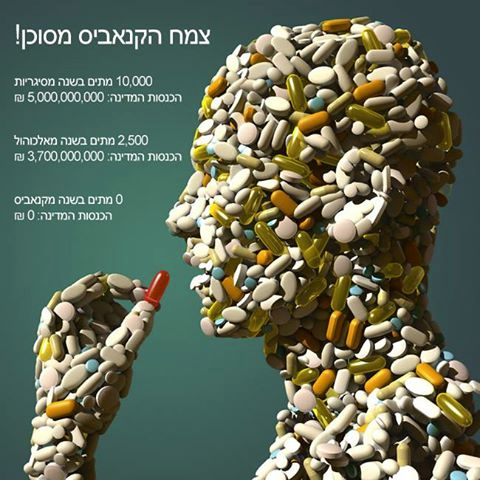 צמח הקנאביס מסוכן!
10,000 מתים בשנה מסיגריות
הכנסות המדינה: 5,000,000,000 ₪
2,500 מתים בשנה מאלכוהול
הכנסות המדינה: 3,700,000,000 ₪
0 מתים בשנה מקנאביס
הכנסות המדינה: 0 ₪